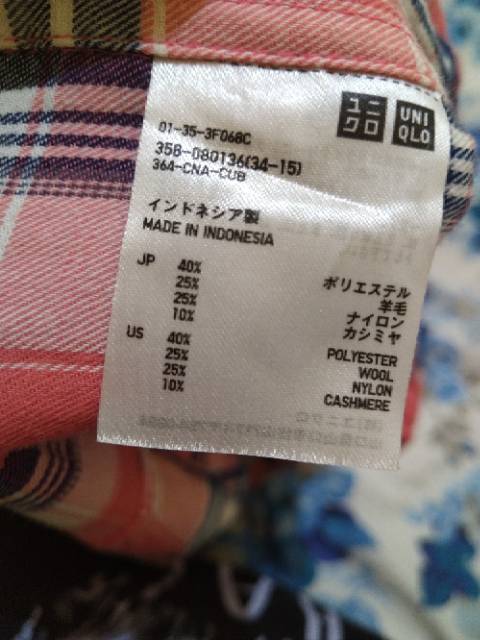 ユニクロ
UNIQLO
01-35-3F068C
358-080136(34-15)
364-CNA-CUB
インドネシア製
MADE IN INDONESIA
JP 40% ポリエステル
25% 羊毛
25% ナイロン
10% カシミヤ
US 40% POLYESTER
25% WOOL
25% NYLON
10% CASHMERE